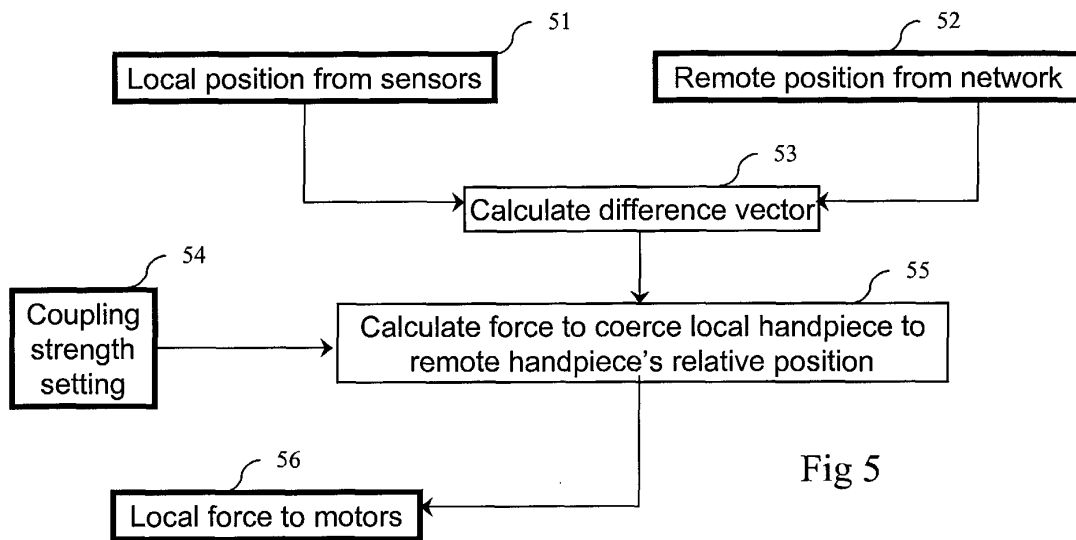 51
52
Local position from sensors
Remote position from network
53
Calculate difference vector
54
55
Coupling
strength
setting
Calculate force to coerce local handpiece to
remote handpiece's relative position
56
Local force to motors
Fig 5